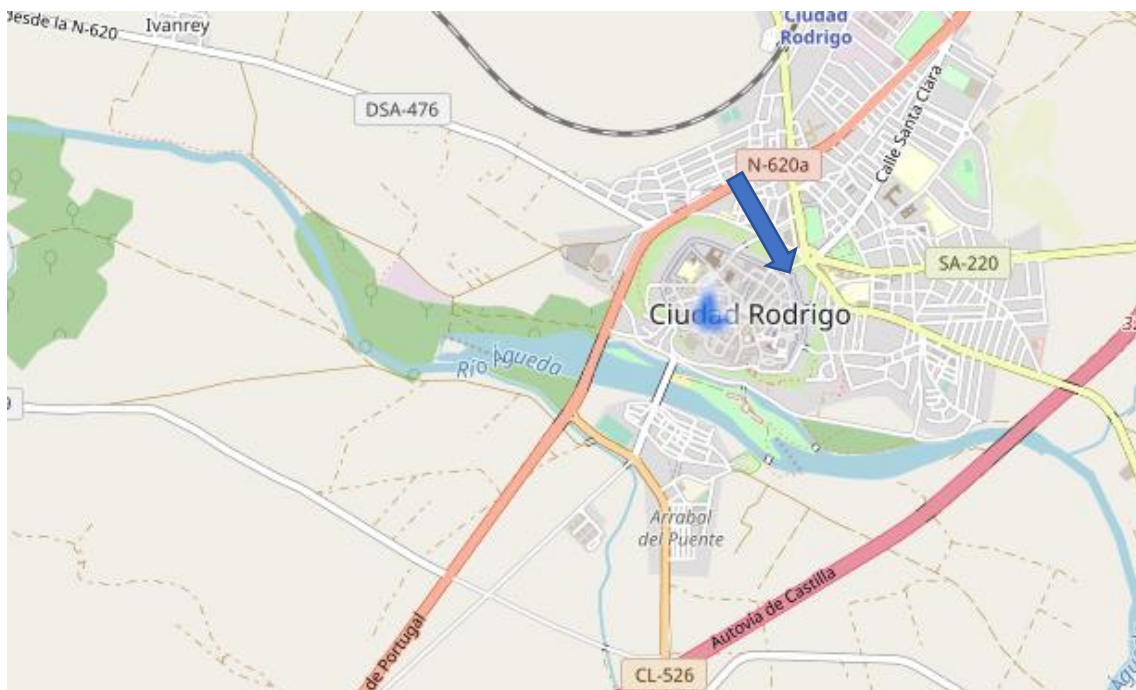 desde la N-620
Ivanrey
Ciudad
Rodrigo
DSA-476
N-620a
Calle Santa Clara
SA-220
Ciudad Rodrigo
Río Águeda
9
Arrabal
del Puente
Autovía de Castilla
de Portugal
CL-526